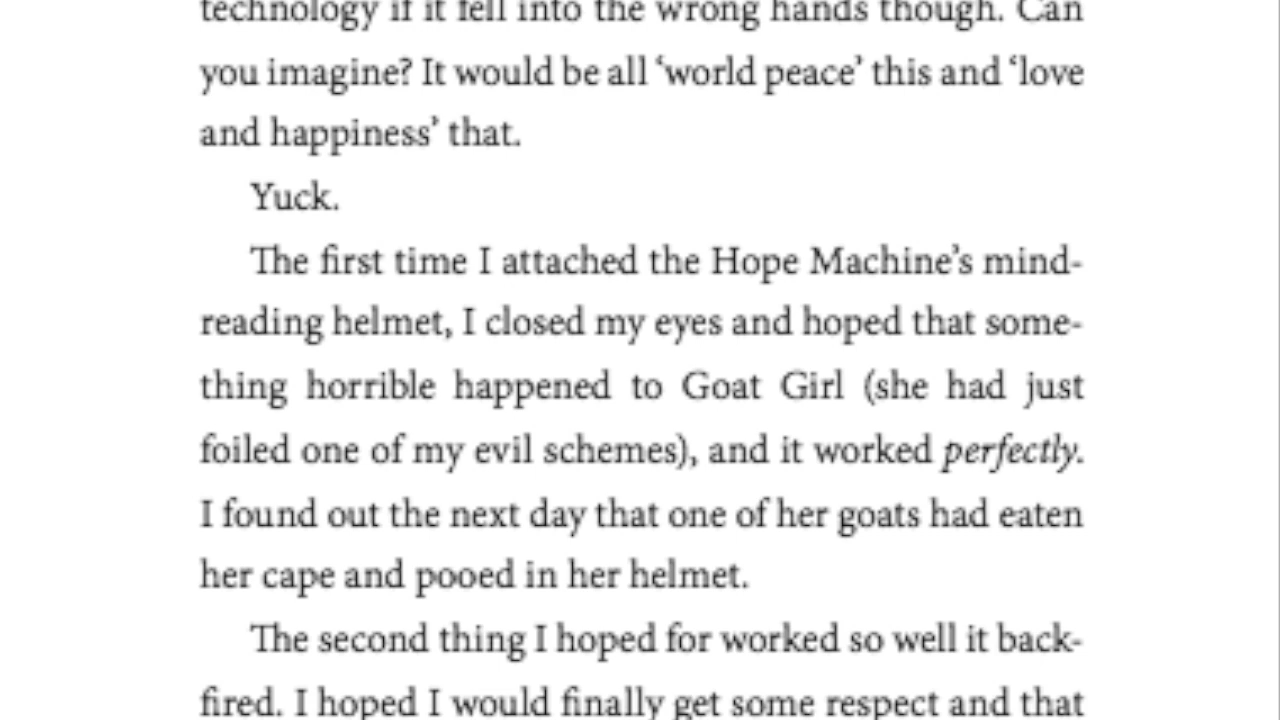 technology if it fell into the wrong hands though. Can
you imagine? It would be all ‘world peace’ this and ‘love
and happiness’ that.
Yuck.
The first time I attached the Hope Machine’s mind-
reading helmet, I closed my eyes and hoped that some-
thing horrible happened to Goat Girl (she had just
foiled one of my evil schemes), and it worked perfectly.
I found out the next day that one of her goats had eaten
her cape and pooed in her helmet.
The second thing I hoped for worked so well it back-
fired. I hoped I would finally get some respect and that